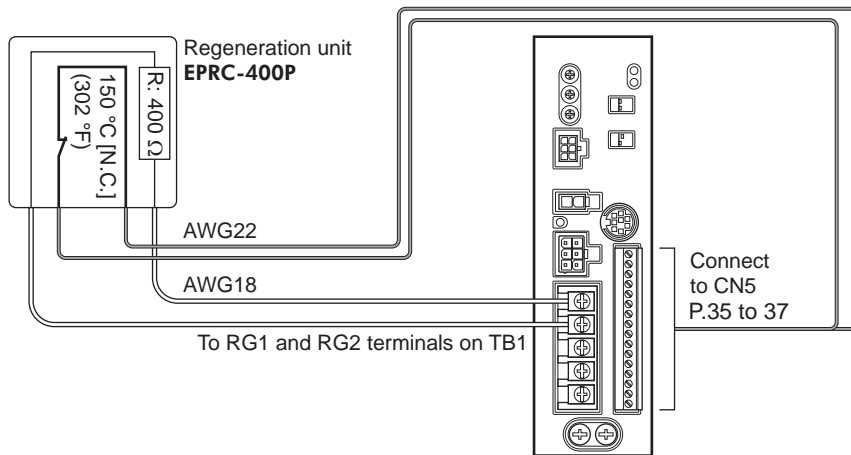 Regeneration unit
EPRC-400P
R: 400 Ω
150 °C [N.C.]
(302 °F)
AWG22
AWG18
To RG1 and RG2 terminals on TB1
Connect
to CN5
P.35 to 37